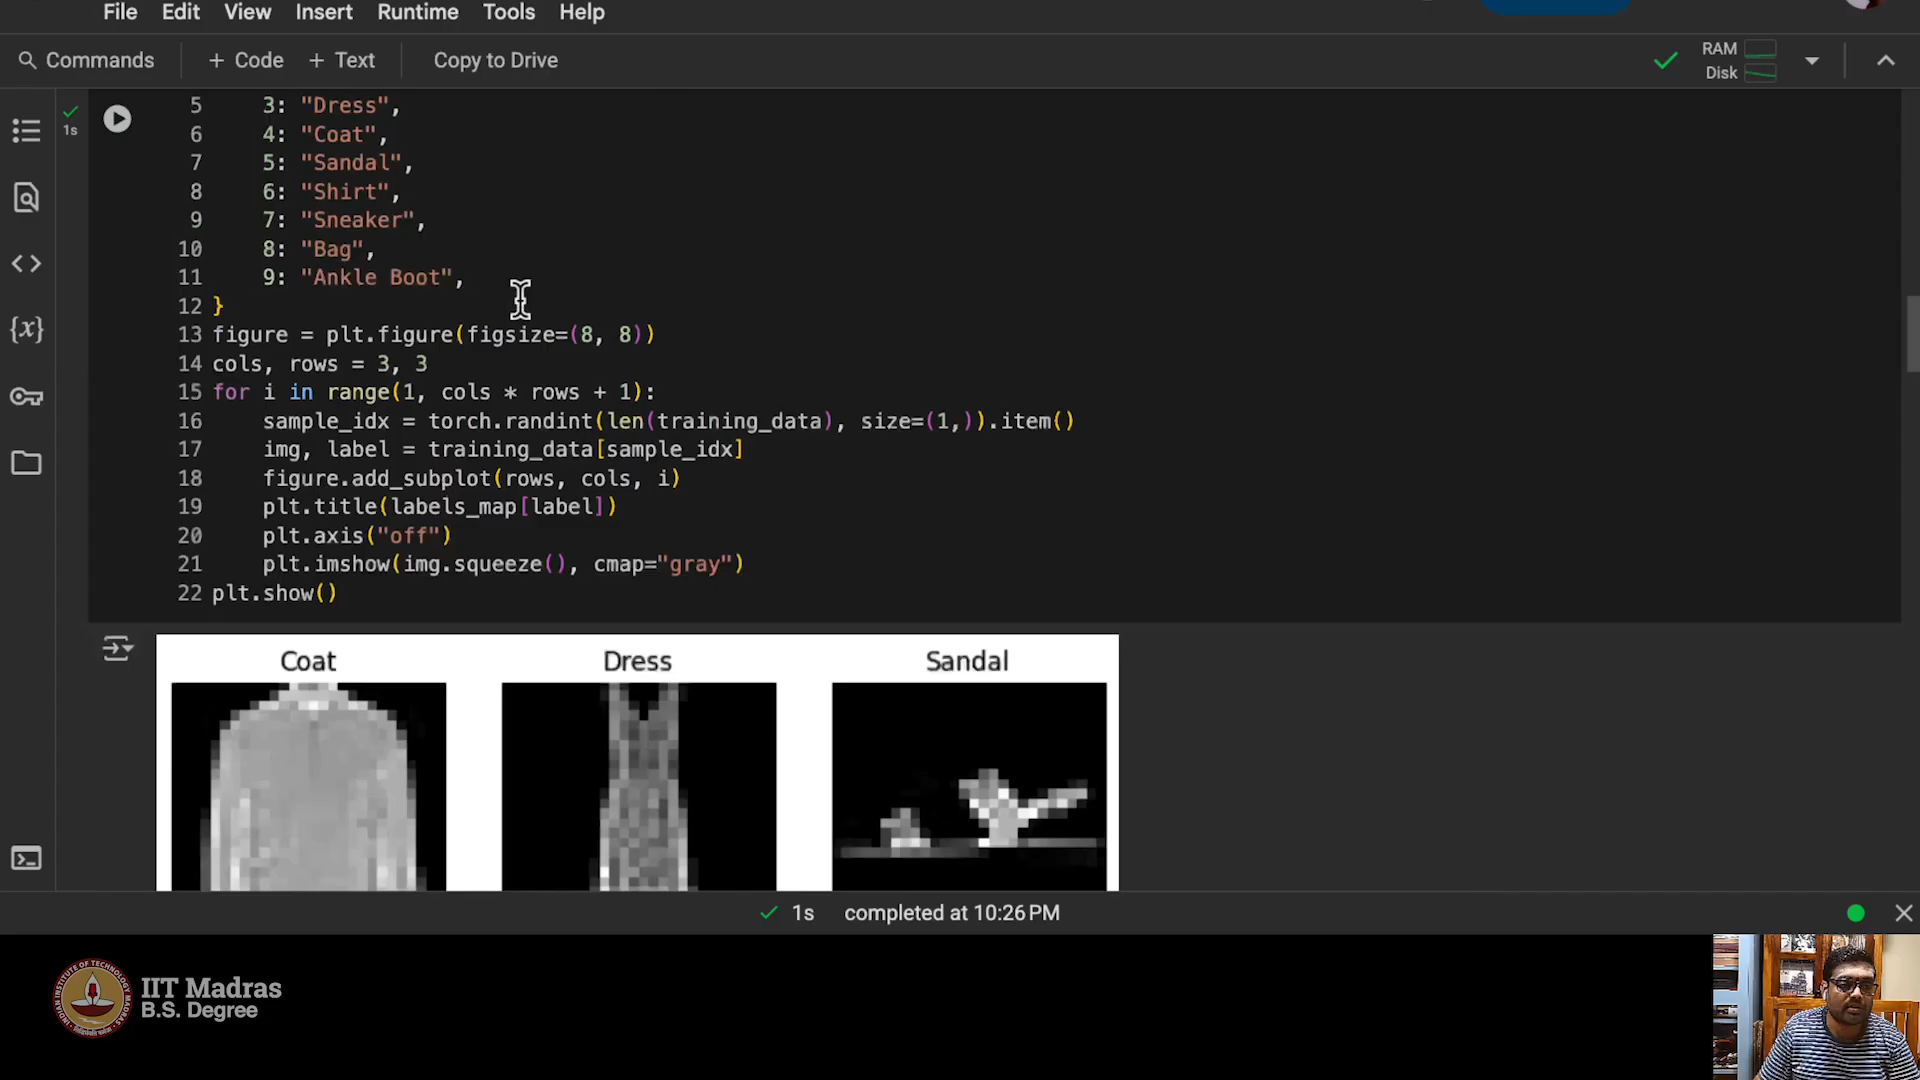 File Edit View Insert Runtime Tools Help
Commands + Code + Text Copy to Drive RAM
Disk
1s
5 3: "Dress",
6 4: "Coat",
7 5: "Sandal",
8 6: "Shirt",
9 7: "Sneaker",
10 8: "Bag",
11 9: "Ankle Boot",
12 }
13 figure = plt.figure(figsize=(8, 8))
14 cols, rows = 3, 3
15 for i in range(1, cols * rows + 1):
16 sample_idx = torch.randint(len(training_data), size=(1,)).item()
17 img, label = training_data[sample_idx]
18 figure.add_subplot(rows, cols, i)
19 plt.title(labels_map[label])
20 plt.axis("off")
21 plt.imshow(img.squeeze(), cmap="gray")
22 plt.show()
{x}
Coat Dress Sandal
1s completed at 10:26 PM
IIT Madras
B.S. Degree